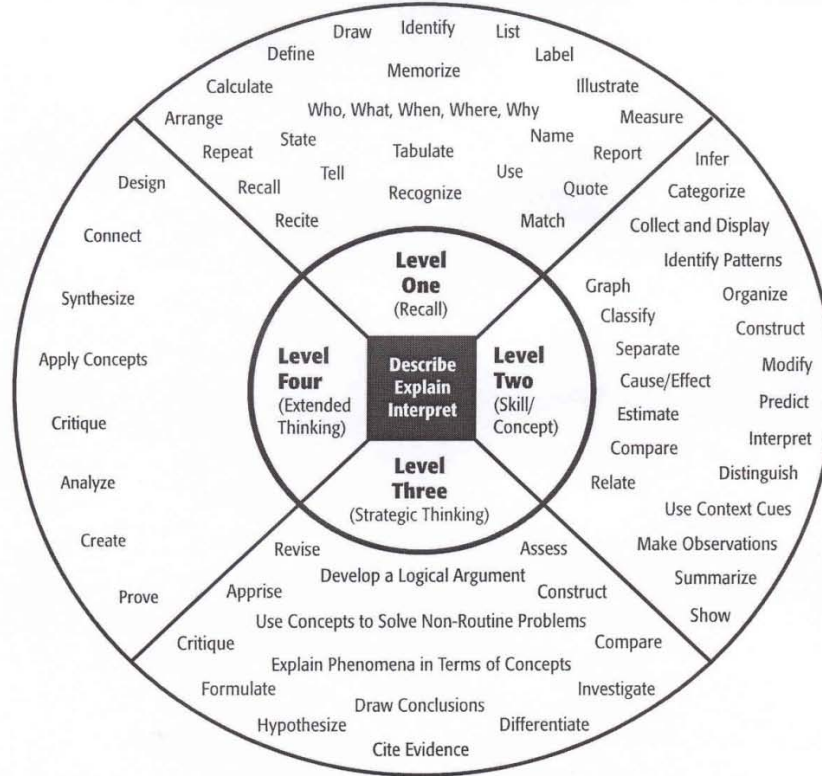 Draw
Identify
List
Define
Label
Memorize
Calculate
Illustrate
Who, What, When, Where, Why
Arrange
Measure
State
Name
Repeat
Tabulate
Report
Tell
Use
Recall
Recognize
Quote
Recite
Match
Level
One
(Recall)
Infer
Categorize
Collect and Display
Identify Patterns
Graph
Organize
Classify
Construct
Separate
Modify
Cause/Effect
Predict
Estimate
Interpret
Compare
Distinguish
Relate
Use Context Cues
Make Observations
Summarize
Show
Level
Two
(Skill/
Concept)
Describe
Explain
Interpret
Level
Three
(Strategic Thinking)
Revise
Assess
Develop a Logical Argument
Apprise
Construct
Use Concepts to Solve Non-Routine Problems
Critique
Compare
Explain Phenomena in Terms of Concepts
Formulate
Investigate
Draw Conclusions
Hypothesize
Differentiate
Cite Evidence
Level
Four
(Extended
Thinking)
Design
Connect
Synthesize
Apply Concepts
Critique
Analyze
Create
Prove